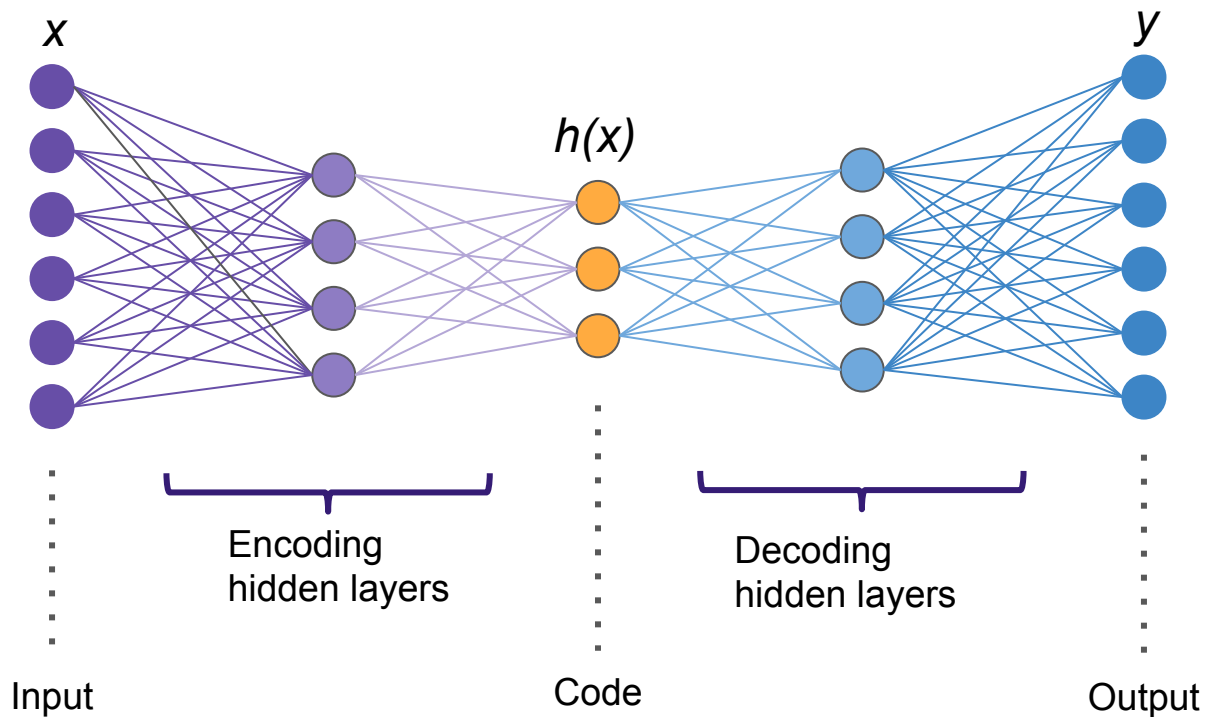 x
y
h(x)
Encoding
hidden layers
Decoding
hidden layers
Input
Code
Output